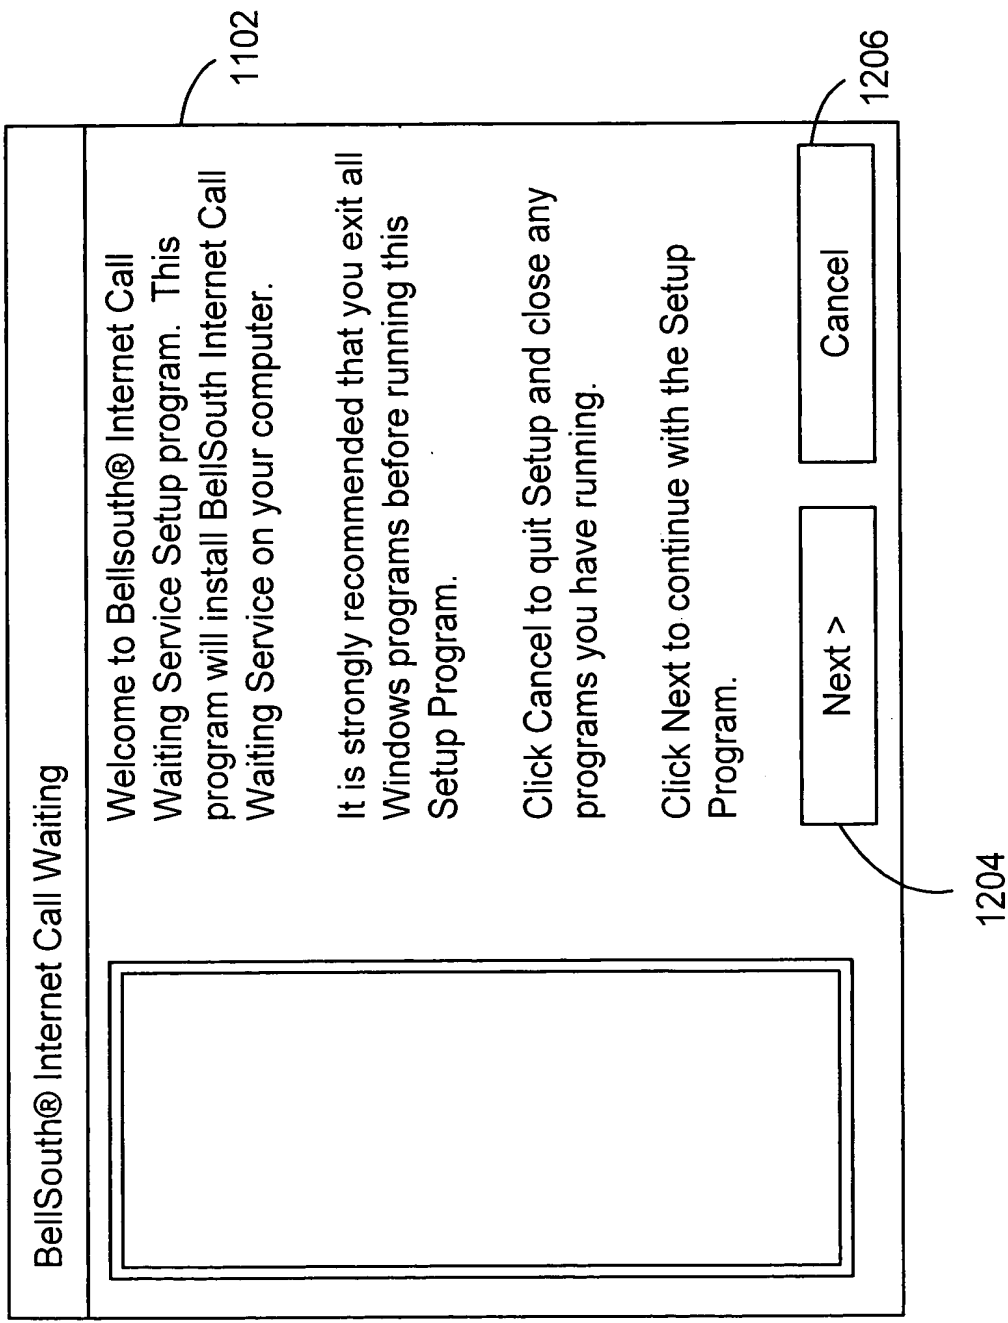 BellSouth® Internet Call Waiting
Welcome to Bellsouth® Internet Call
Waiting Service Setup program. This
program will install BellSouth Internet Call
Waiting Service on your computer.
It is strongly recommended that you exit all
Windows programs before running this
Setup Program.
Click Cancel to quit Setup and close any
programs you have running.
Click Next to continue with the Setup
Program.
Next >
Cancel
1102
1204
1206